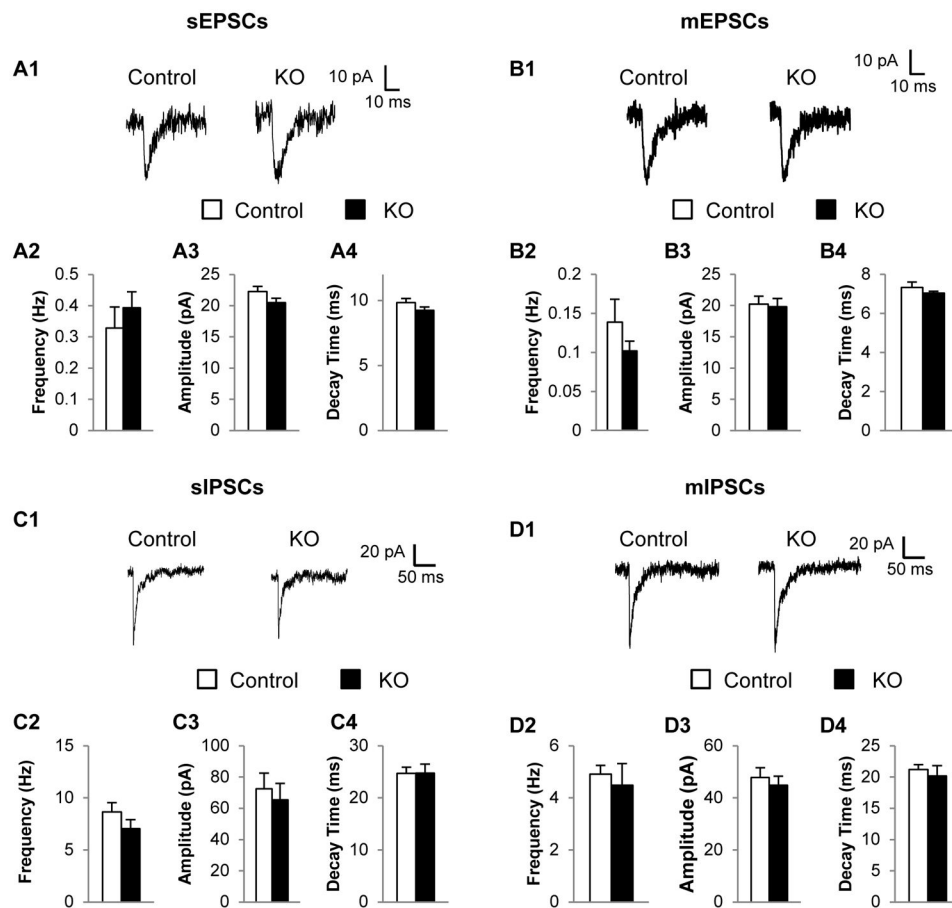 sEPSCs
A1
Control
KO
10 pA
10 ms
Control
KO
A2
Frequency (Hz)
0.5
0.4
0.3
0.2
0.1
0
A3
Amplitude (pA)
25
20
15
10
5
0
A4
Decay Time (ms)
10
5
0
mEPSCs
B1
Control
KO
10 pA
10 ms
Control
KO
B2
Frequency (Hz)
0.2
0.15
0.1
0.05
0
B3
Amplitude (pA)
25
20
15
10
5
0
B4
Decay Time (ms)
8
6
4
2
0
sIPSCs
C1
Control
KO
20 pA
50 ms
Control
KO
C2
Frequency (Hz)
15
10
5
0
C3
Amplitude (pA)
100
80
60
40
20
0
C4
Decay Time (ms)
30
20
10
0
mIPSCs
D1
Control
KO
20 pA
50 ms
Control
KO
D2
Frequency (Hz)
6
4
2
0
D3
Amplitude (pA)
60
40
20
0
D4
Decay Time (ms)
25
20
15
10
5
0